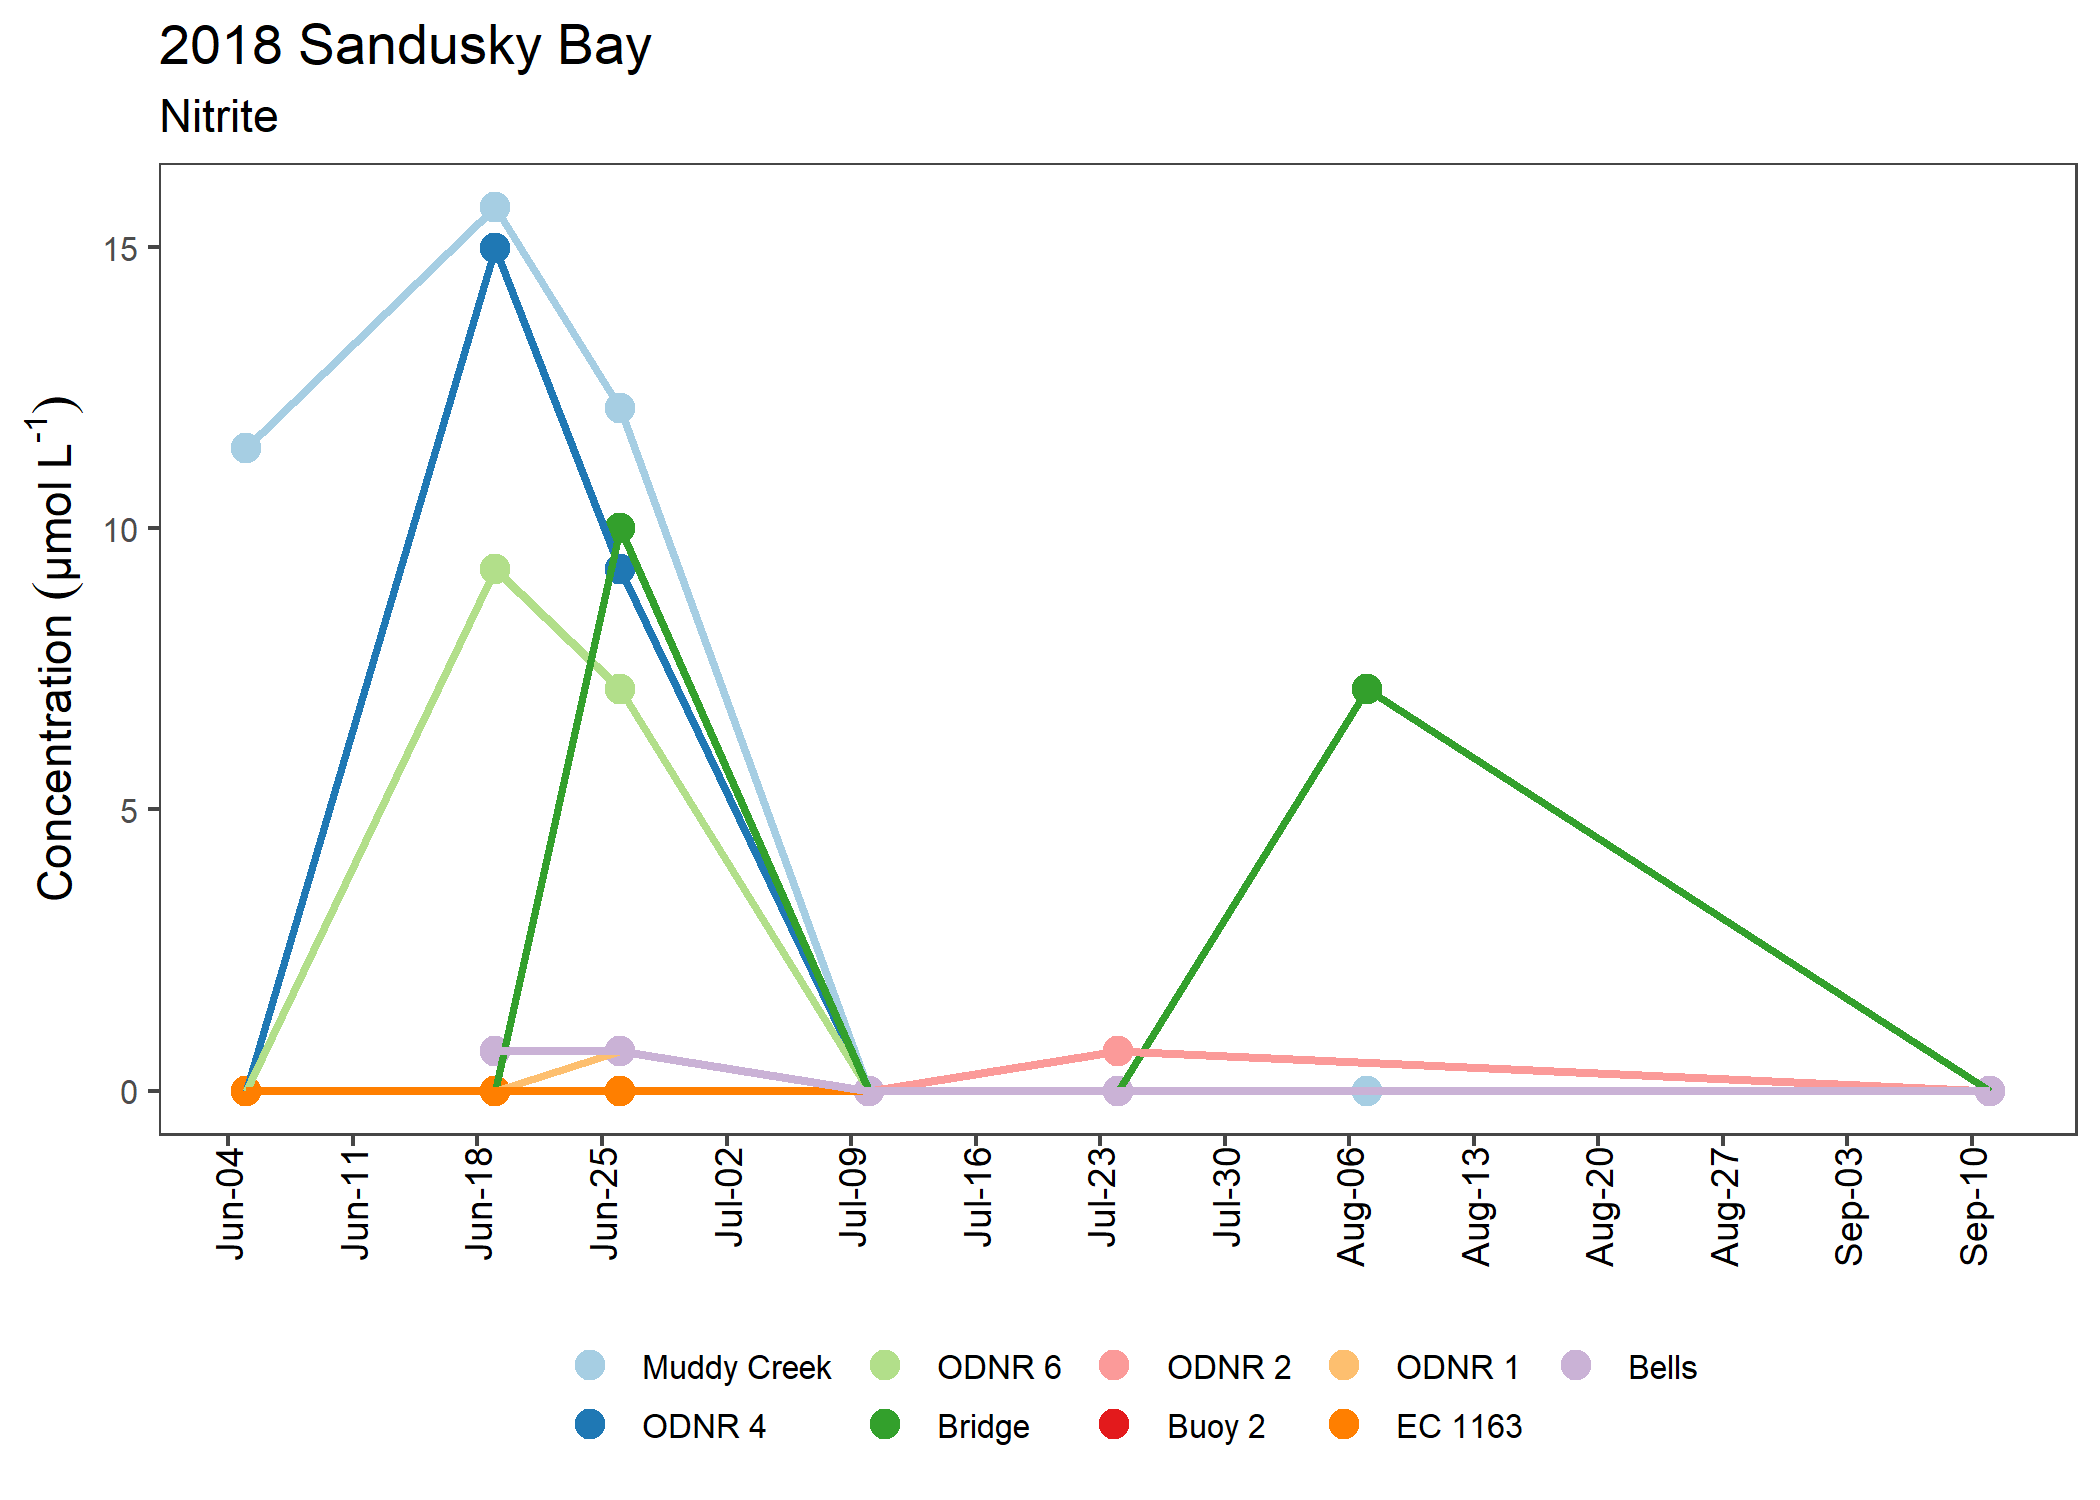 2018 Sandusky Bay
Nitrite
Concentration (µmol L⁻¹)
15
10
5
0
Jun-04
Jun-11
Jun-18
Jun-25
Jul-02
Jul-09
Jul-16
Jul-23
Jul-30
Aug-06
Aug-13
Aug-20
Aug-27
Sep-03
Sep-10
Muddy Creek
ODNR 6
ODNR 2
ODNR 1
Bells
ODNR 4
Bridge
Buoy 2
EC 1163